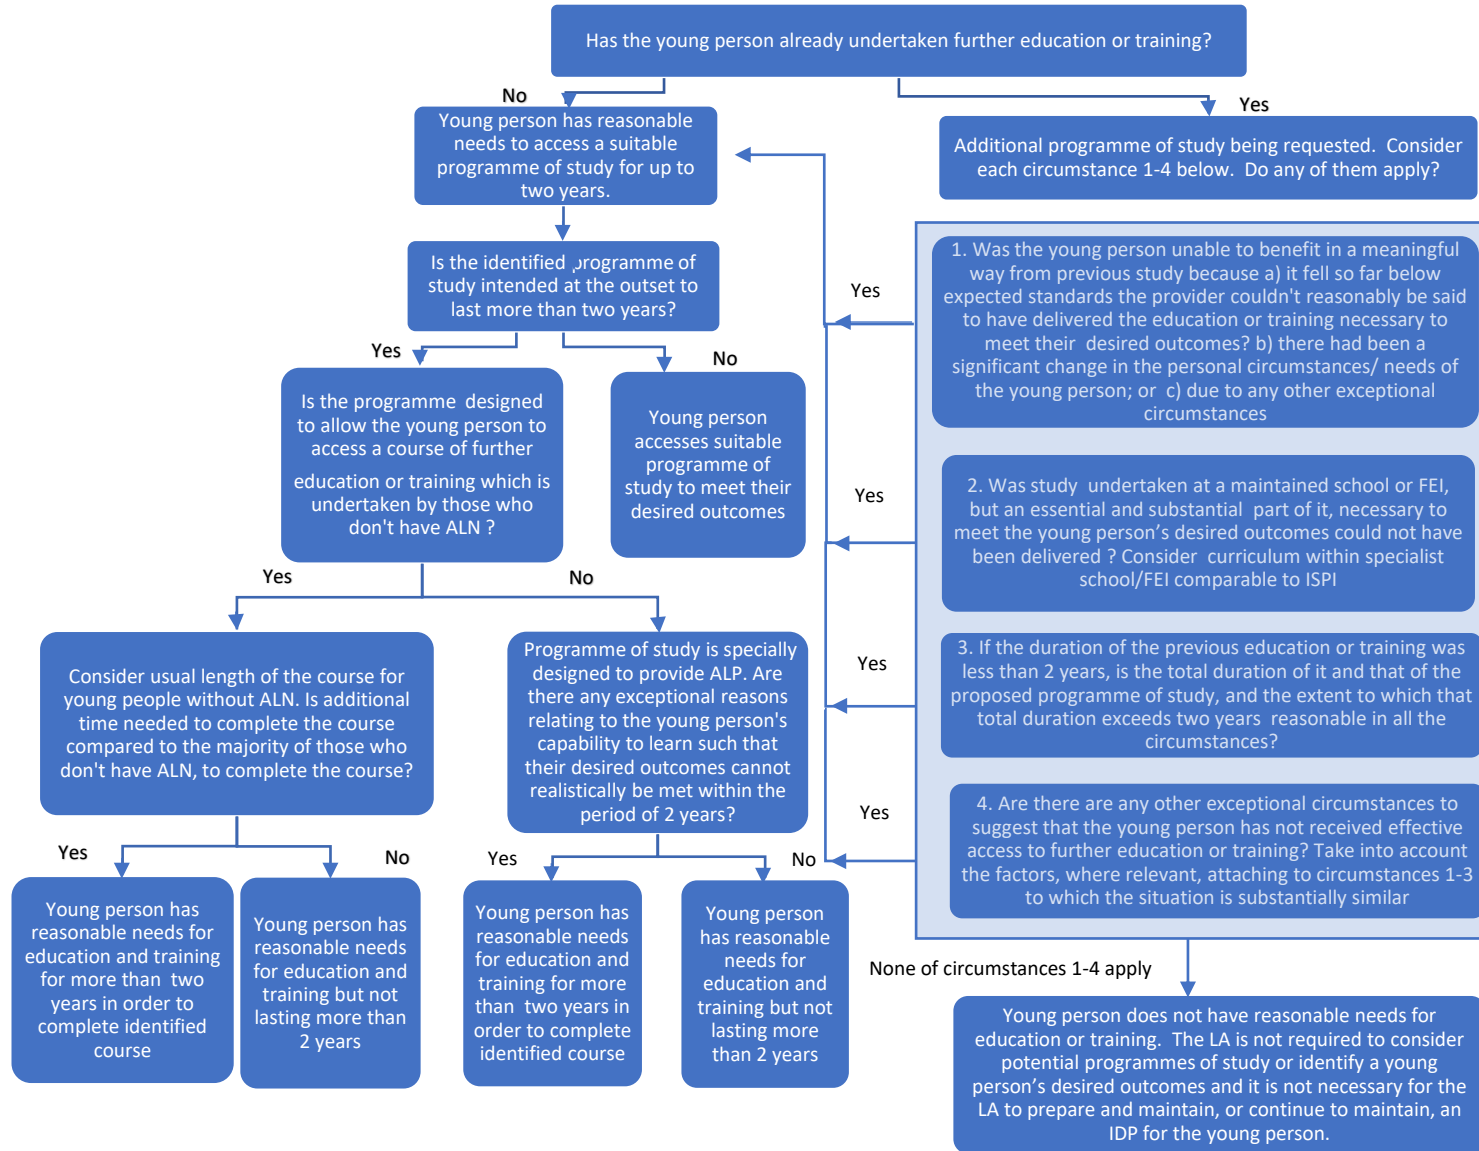 Has the young person already undertaken further education or training?
No
Yes
Young person has reasonable
needs to access a suitable
programme of study for up to
two years.
Additional programme of study being requested. Consider
each circumstance 1-4 below. Do any of them apply?
Is the identified programme of
study intended at the outset to
last more than two years?
Yes
No
Is the programme designed
to allow the young person to
access a course of further
education or training which is
undertaken by those who
don't have ALN ?
Young person
accesses suitable
programme of
study to meet their
desired outcomes
Yes
No
Consider usual length of the course for
young people without ALN. Is additional
time needed to complete the course
compared to the majority of those who
don't have ALN, to complete the course?
Programme of study is specially
designed to provide ALP. Are
there any exceptional reasons
relating to the young person's
capability to learn such that
their desired outcomes cannot
realistically be met within the
period of 2 years?
Yes
No
Yes
No
Young person has
reasonable needs for
education and training
for more than two
years in order to
complete identified
course
Young person has
reasonable needs
for education and
training but not
lasting more than
2 years
Young person has
reasonable needs
for education and
training for more
than two years in
order to complete
identified course
Young person
has reasonable
needs for
education and
training but not
lasting more
than 2 years
Yes
1. Was the young person unable to benefit in a meaningful
way from previous study because a) it fell so far below
expected standards the provider couldn't reasonably be said
to have delivered the education or training necessary to
meet their desired outcomes? b) there had been a
significant change in the personal circumstances/ needs of
the young person; or c) due to any other exceptional
circumstances
Yes
2. Was study undertaken at a maintained school or FEI,
but an essential and substantial part of it, necessary to
meet the young person’s desired outcomes could not have
been delivered ? Consider curriculum within specialist
school/FEI comparable to ISPI
Yes
3. If the duration of the previous education or training was
less than 2 years, is the total duration of it and that of the
proposed programme of study, and the extent to which that
total duration exceeds two years reasonable in all the
circumstances?
Yes
4. Are there are any other exceptional circumstances to
suggest that the young person has not received effective
access to further education or training? Take into account
the factors, where relevant, attaching to circumstances 1-3
to which the situation is substantially similar
None of circumstances 1-4 apply
Young person does not have reasonable needs for
education or training. The LA is not required to consider
potential programmes of study or identify a young
person’s desired outcomes and it is not necessary for the
LA to prepare and maintain, or continue to maintain, an
IDP for the young person.